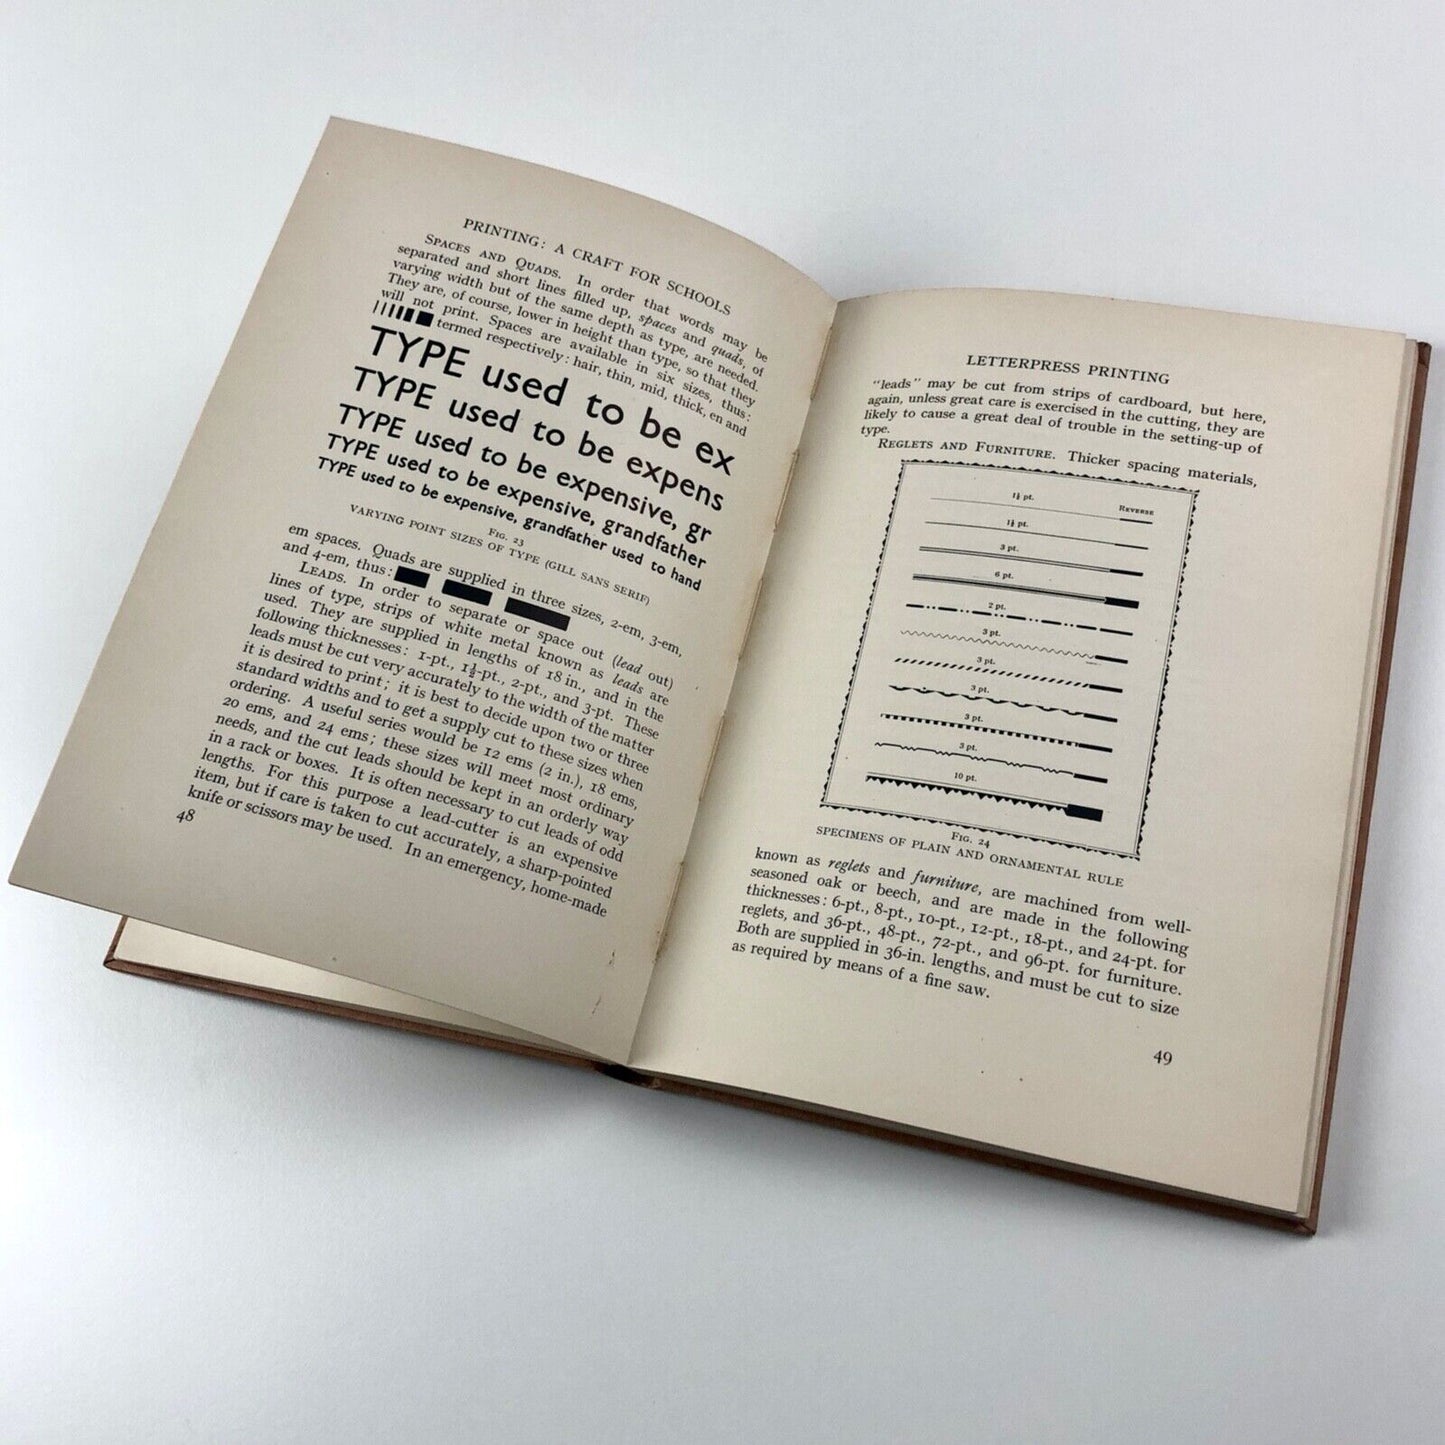 PRINTING: A CRAFT FOR SCHOOLS
SPACES AND QUADS. In order that words may be
separated and short lines filled up, spaces and quads, of
varying width but of the same depth as type, are needed.
They are, of course, lower in height than type, so that they
will not print. Spaces are available in six sizes, thus:
termed respectively: hair, thin, mid, thick, en and
TYPE used to be ex
TYPE used to be expens
TYPE used to be expensive, gr
TYPE used to be expensive, grandfather
TYPE used to be expensive, grandfather used to hand
FIG. 23
VARYING POINT SIZES OF TYPE (GILL SANS SERIF)
em spaces. Quads are supplied in three sizes, 2-em, 3-em,
and 4-em, thus:
LEADS. In order to separate or space out (lead out)
lines of type, strips of white metal known as leads are
used. They are supplied in lengths of 18 in., and in the
following thicknesses: 1-pt., 1½-pt., 2-pt., and 3-pt. These
leads must be cut very accurately to the width of the matter
it is desired to print; it is best to decide upon two or three
standard widths and to get a supply cut to these sizes when
ordering. A useful series would be 12 ems (2 in.), 18 ems,
20 ems, and 24 ems; these sizes will meet most ordinary
needs, and the cut leads should be kept in an orderly way
in a rack or boxes. It is often necessary to cut leads of odd
lengths. For this purpose a lead-cutter is an expensive
item, but if care is taken to cut accurately, a sharp-pointed
knife or scissors may be used. In an emergency, home-made
48
LETTERPRESS PRINTING
"leads" may be cut from strips of cardboard, but here,
again, unless great care is exercised in the cutting, they are
likely to cause a great deal of trouble in the setting-up of
type.
REGLETS AND FURNITURE. Thicker spacing materials,
1½ pt.
REVERSE
1½ pt.
3 pt.
6 pt.
2 pt.
3 pt.
3 pt.
3 pt.
3 pt.
3 pt.
10 pt.
FIG. 24
SPECIMENS OF PLAIN AND ORNAMENTAL RULE
known as reglets and furniture, are machined from well-
seasoned oak or beech, and are made in the following
thicknesses: 6-pt., 8-pt., 10-pt., 12-pt., 18-pt., and 24-pt. for
reglets, and 36-pt., 48-pt., 72-pt., and 96-pt. for furniture.
Both are supplied in 36-in. lengths, and must be cut to size
as required by means of a fine saw.
49